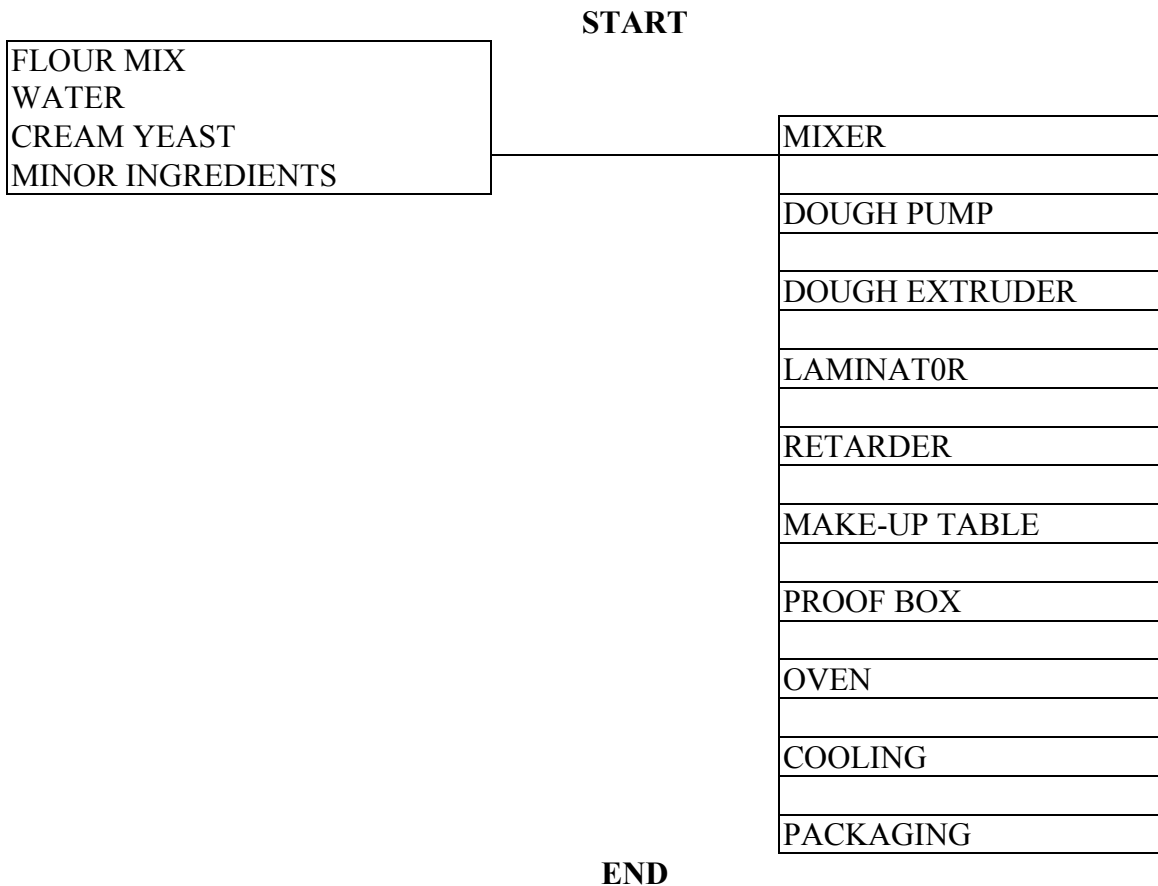 START
FLOUR MIX
WATER
CREAM YEAST
MINOR INGREDIENTS
MIXER
DOUGH PUMP
DOUGH EXTRUDER
LAMINAT0R
RETARDER
MAKE-UP TABLE
PROOF BOX
OVEN
COOLING
PACKAGING
END